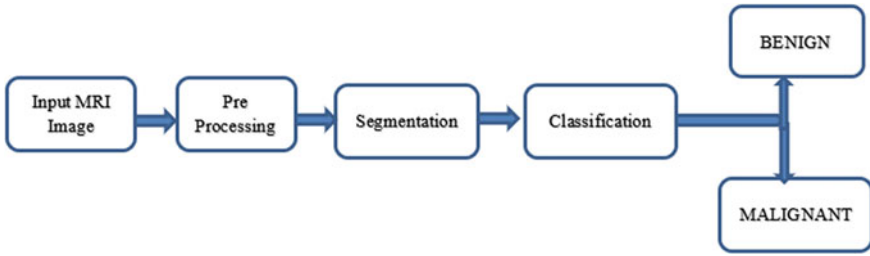 Input MRI
Image
Pre
Processing
Segmentation
Classification
BENIGN
MALIGNANT